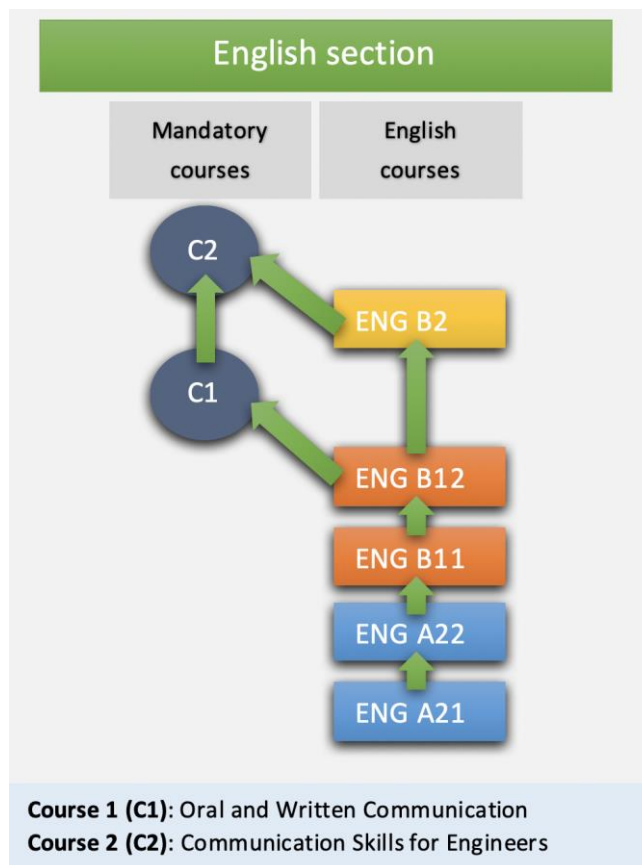 English section
Mandatory
courses
English
courses
C2
ENG B2
C1
ENG B12
ENG B11
ENG A22
ENG A21
Course 1 (C1): Oral and Written Communication
Course 2 (C2): Communication Skills for Engineers